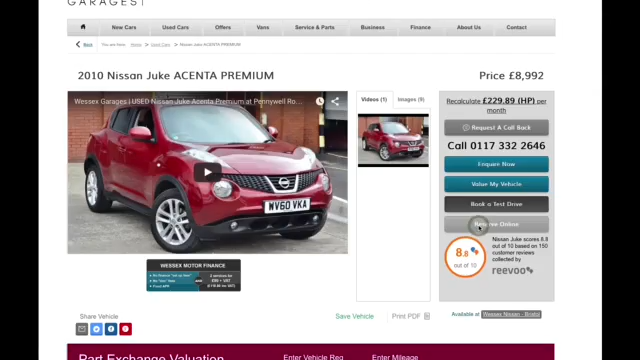 GARAGES
New Cars Used Cars Offers Vans Service & Parts Business Finance About Us Contact
Back You are here: Home > Used Cars > Nissan Juke ACENTA PREMIUM
2010 Nissan Juke ACENTA PREMIUM
Price £8,992
Wessex Garages | USED Nissan Juke Acenta Premium at Pennywell Ro...
WV60 VKA
Videos (1) Images (9)
Recalculate £229.89 (HP) per
month
Request A Call Back
Call 0117 332 2646
Enquire Now
Value My Vehicle
Book a Test Drive
Reserve Online
8.8
out of 10
Nissan Juke scores 8.8
out of 10 based on 150
customer reviews
collected by
reevoo
WESSEX MOTOR FINANCE
Share Vehicle
Save Vehicle Print PDF
Available at Wessex Nissan - Bristol
Part Exchange Valuation Enter Vehicle Reg Enter Mileage